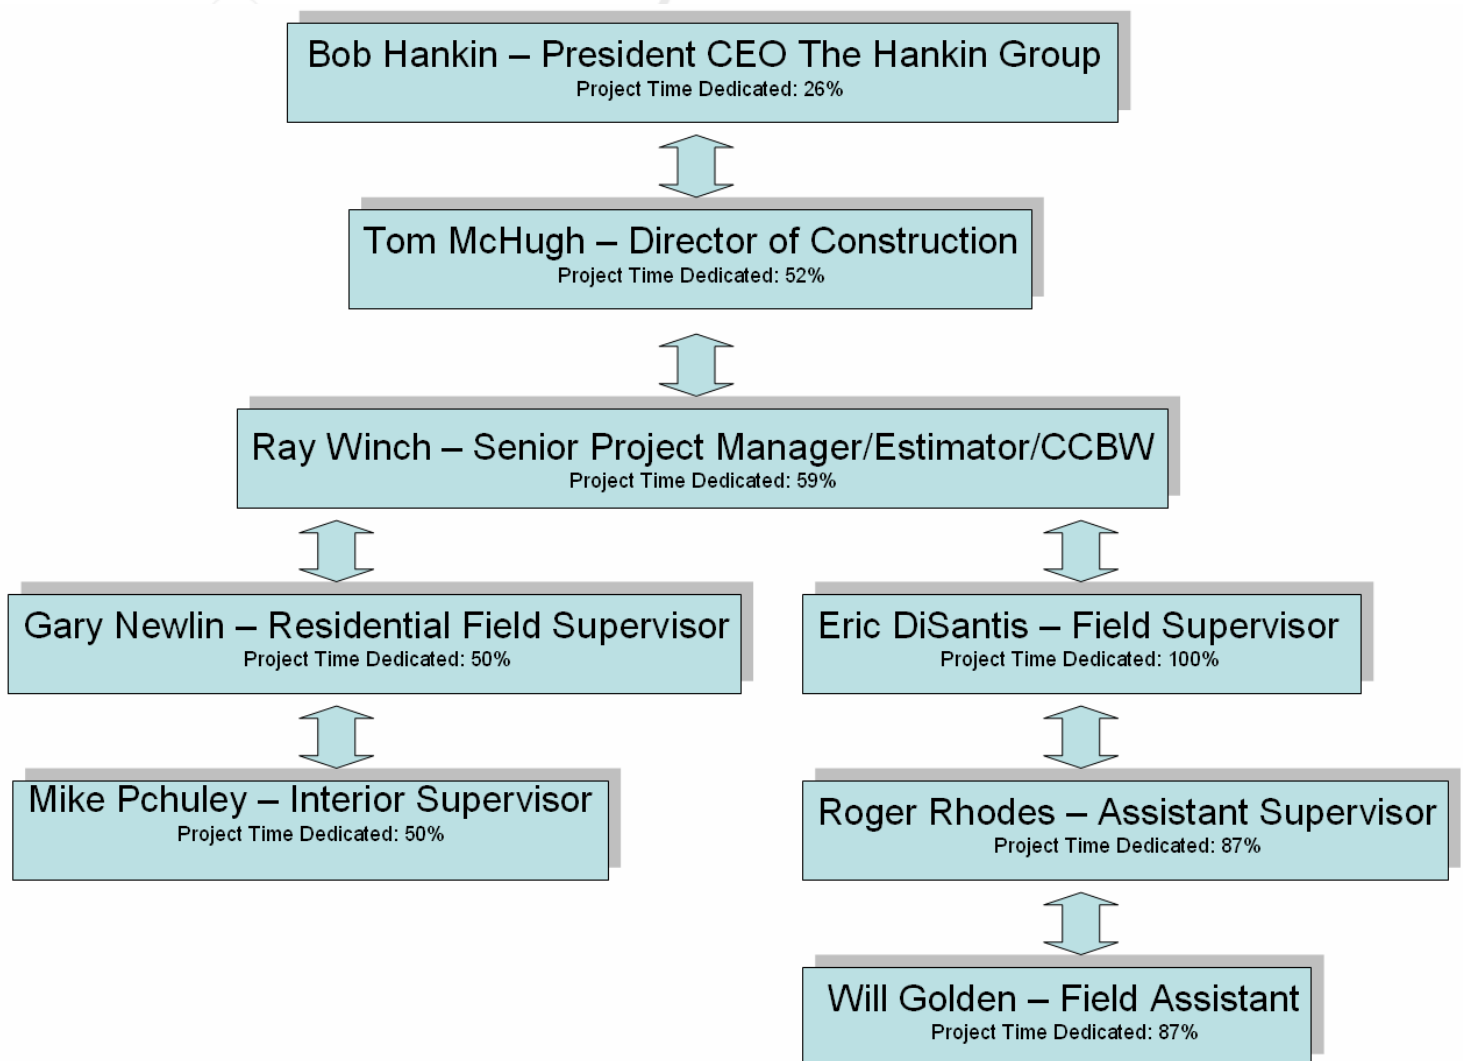 Bob Hankin – President CEO The Hankin Group
Project Time Dedicated: 26%
Tom McHugh – Director of Construction
Project Time Dedicated: 52%
Ray Winch – Senior Project Manager/Estimator/CCBW
Project Time Dedicated: 59%
Gary Newlin – Residential Field Supervisor
Project Time Dedicated: 50%
Eric DiSantis – Field Supervisor
Project Time Dedicated: 100%
Mike Pchuley – Interior Supervisor
Project Time Dedicated: 50%
Roger Rhodes – Assistant Supervisor
Project Time Dedicated: 87%
Will Golden – Field Assistant
Project Time Dedicated: 87%